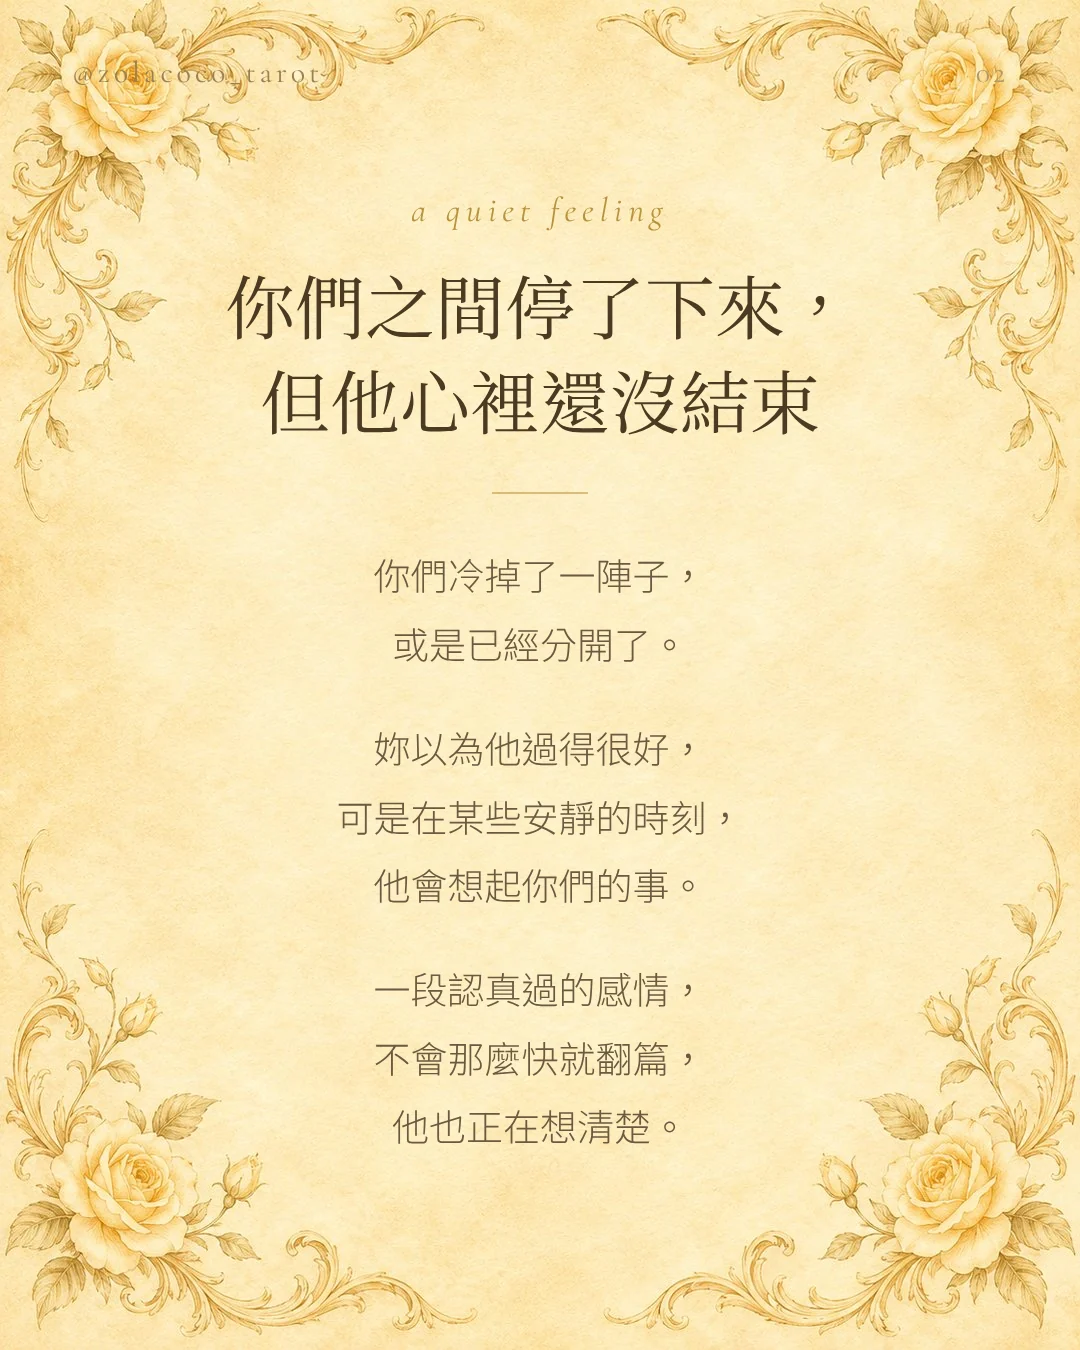 @zolacoco_tarot
02
a quiet feeling
你們之間停了下來，
但他心裡還沒結束
你們冷掉了一陣子，
或是已經分開了。
妳以為他過得很好，
可是在某些安靜的時刻，
他會想起你們的事。
一段認真過的感情，
不會那麼快就翻篇，
他也正在想清楚。